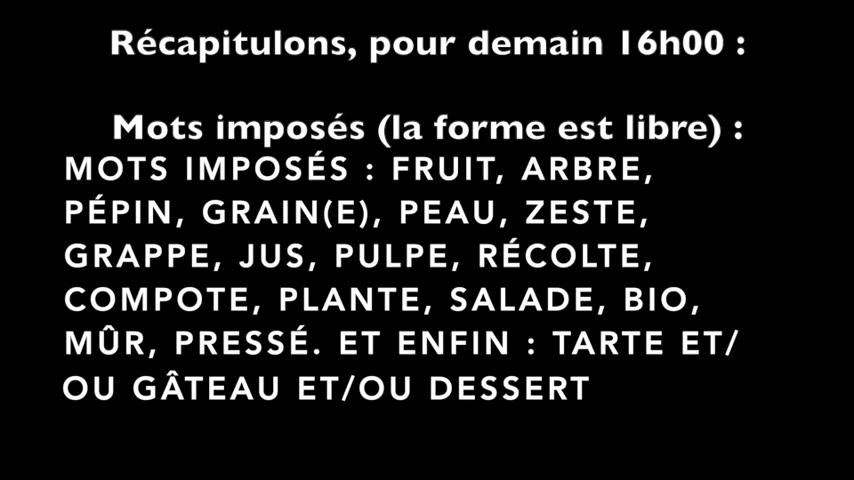 Récapitulons, pour demain 16h00 :
Mots imposés (la forme est libre) :
MOTS IMPOSÉS : FRUIT, ARBRE,
PÉPIN, GRAIN(E), PEAU, ZESTE,
GRAPPE, JUS, PULPE, RÉCOLTE,
COMPOTE, PLANTE, SALADE, BIO,
MÛR, PRESSÉ. ET ENFIN : TARTE ET/
OU GÂTEAU ET/OU DESSERT